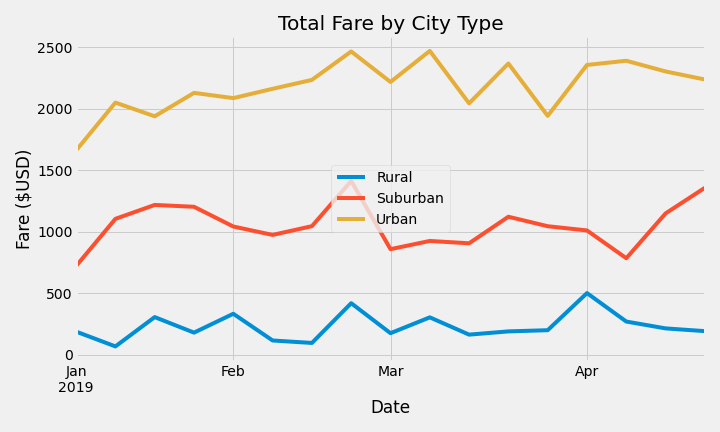 Total Fare by City Type
Fare ($USD)
2500
2000
1500
1000
500
0
Rural
Suburban
Urban
Jan
2019
Feb
Mar
Apr
Date